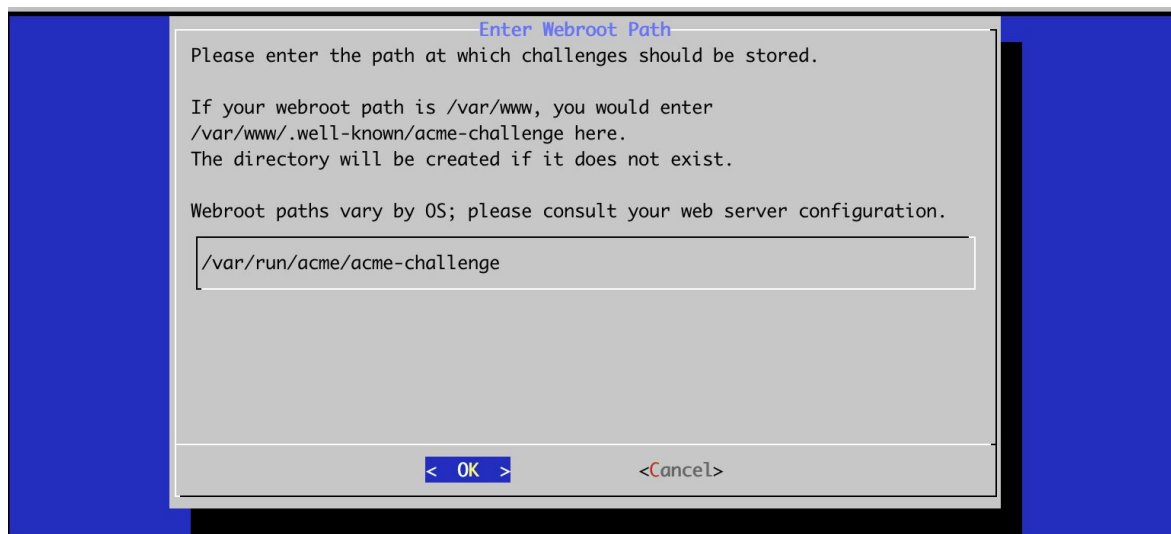 Enter Webroot Path
Please enter the path at which challenges should be stored.
If your webroot path is /var/www, you would enter
/var/www/.well-known/acme-challenge here.
The directory will be created if it does not exist.
Webroot paths vary by OS; please consult your web server configuration.
/var/run/acme/acme-challenge
< OK > <Cancel>